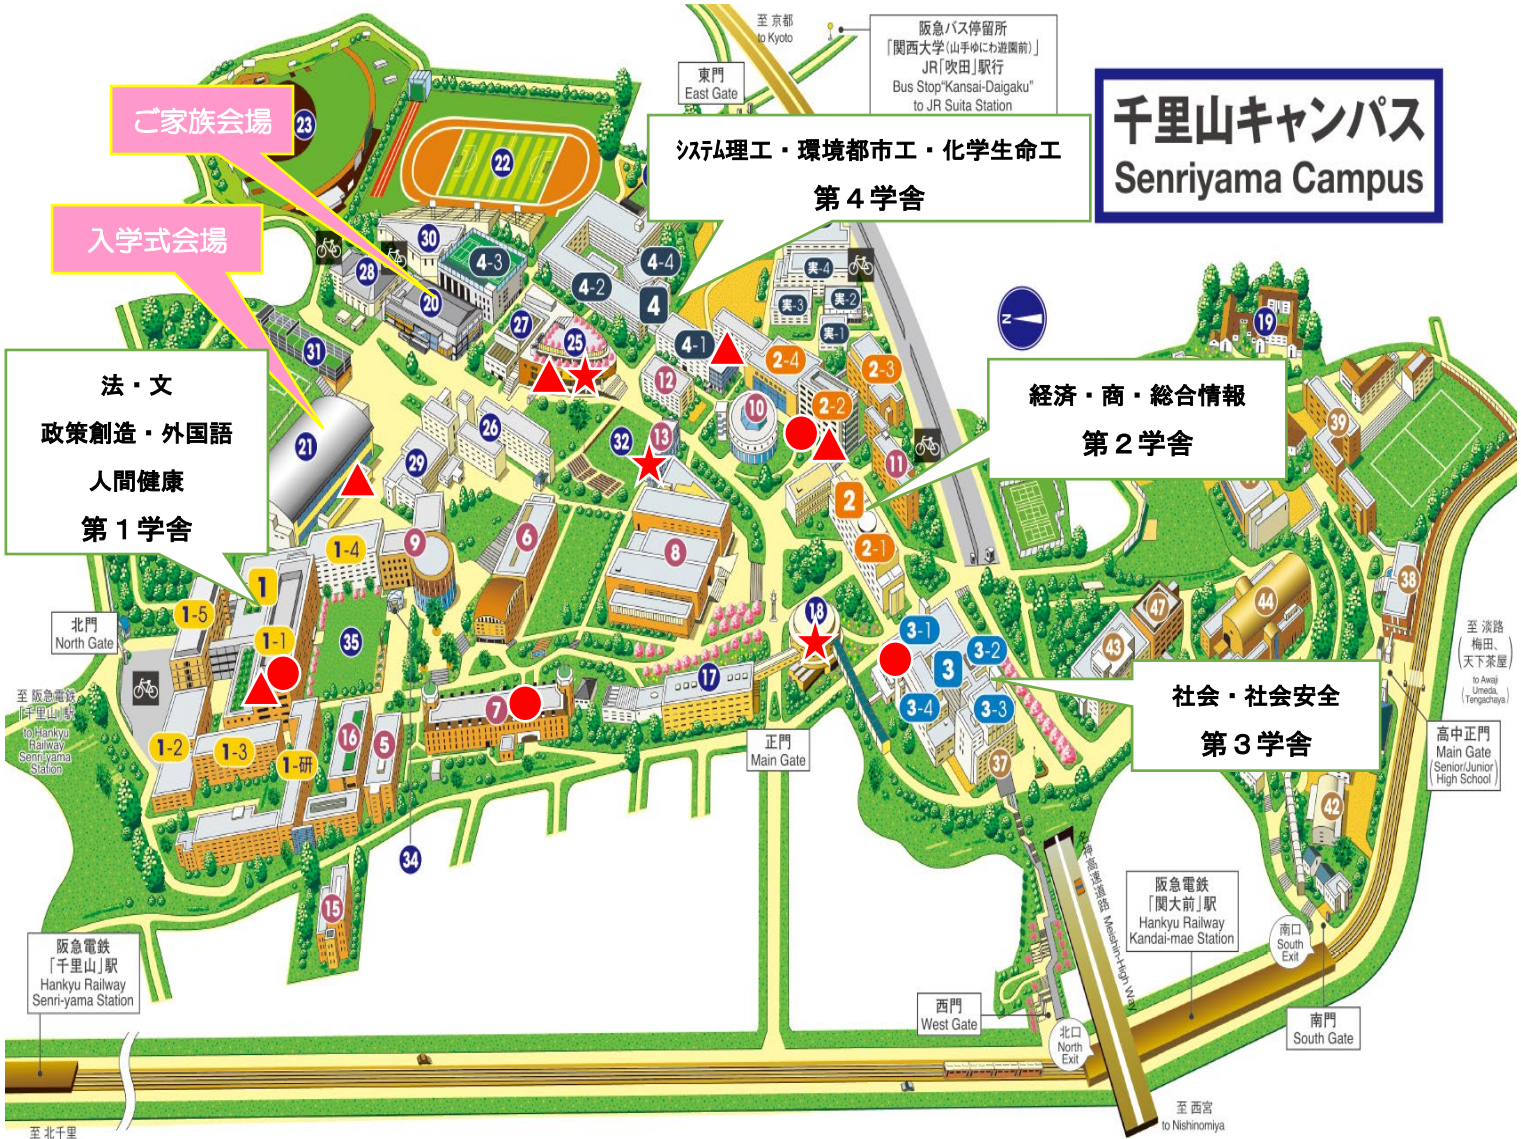 至 京都
to Kyoto
阪急バス停留所
「関西大学(山手ゆにわ遊園前)」
JR「吹田」駅行
Bus Stop"Kansai-Daigaku"
to JR Suita Station
東門
East Gate
千里山キャンパス
Senriyama Campus
ご家族会場
入学式会場
システム理工・環境都市工・化学生命工
第４学舎
法・文
政策創造・外国語
人間健康
第１学舎
経済・商・総合情報
第２学舎
社会・社会安全
第３学舎
23
22
30
28
20
4-3
4-4
4-2
4
27
25
31
4-1
12
実-4
実-3
実-2
実-1
2-4
2-3
2-2
10
11
19
N
21
26
29
32
13
39
2
2-1
1-4
9
6
8
38
1
1-5
1-1
35
18
3-1
3-2
3
3-4
3-3
47
44
43
17
7
16
5
1-2
1-3
1-研
37
42
34
15
北門
North Gate
至 阪急電鉄
「千里山」駅
to Hankyu
Railway
Senri-yama
Station
正門
Main Gate
至 淡路
梅田、
天下茶屋
to Awaji
Umeda,
Tengachaya
高中正門
Main Gate
(Senior/Junior
High School)
名神高速道路 Meishin-High Way
阪急電鉄
「関大前」駅
Hankyu Railway
Kandai-mae Station
南口
South
Exit
南門
South Gate
西門
West Gate
北口
North
Exit
阪急電鉄
「千里山」駅
Hankyu Railway
Senri-yama Station
至 北千里
至 西宮
to Nishinomiya